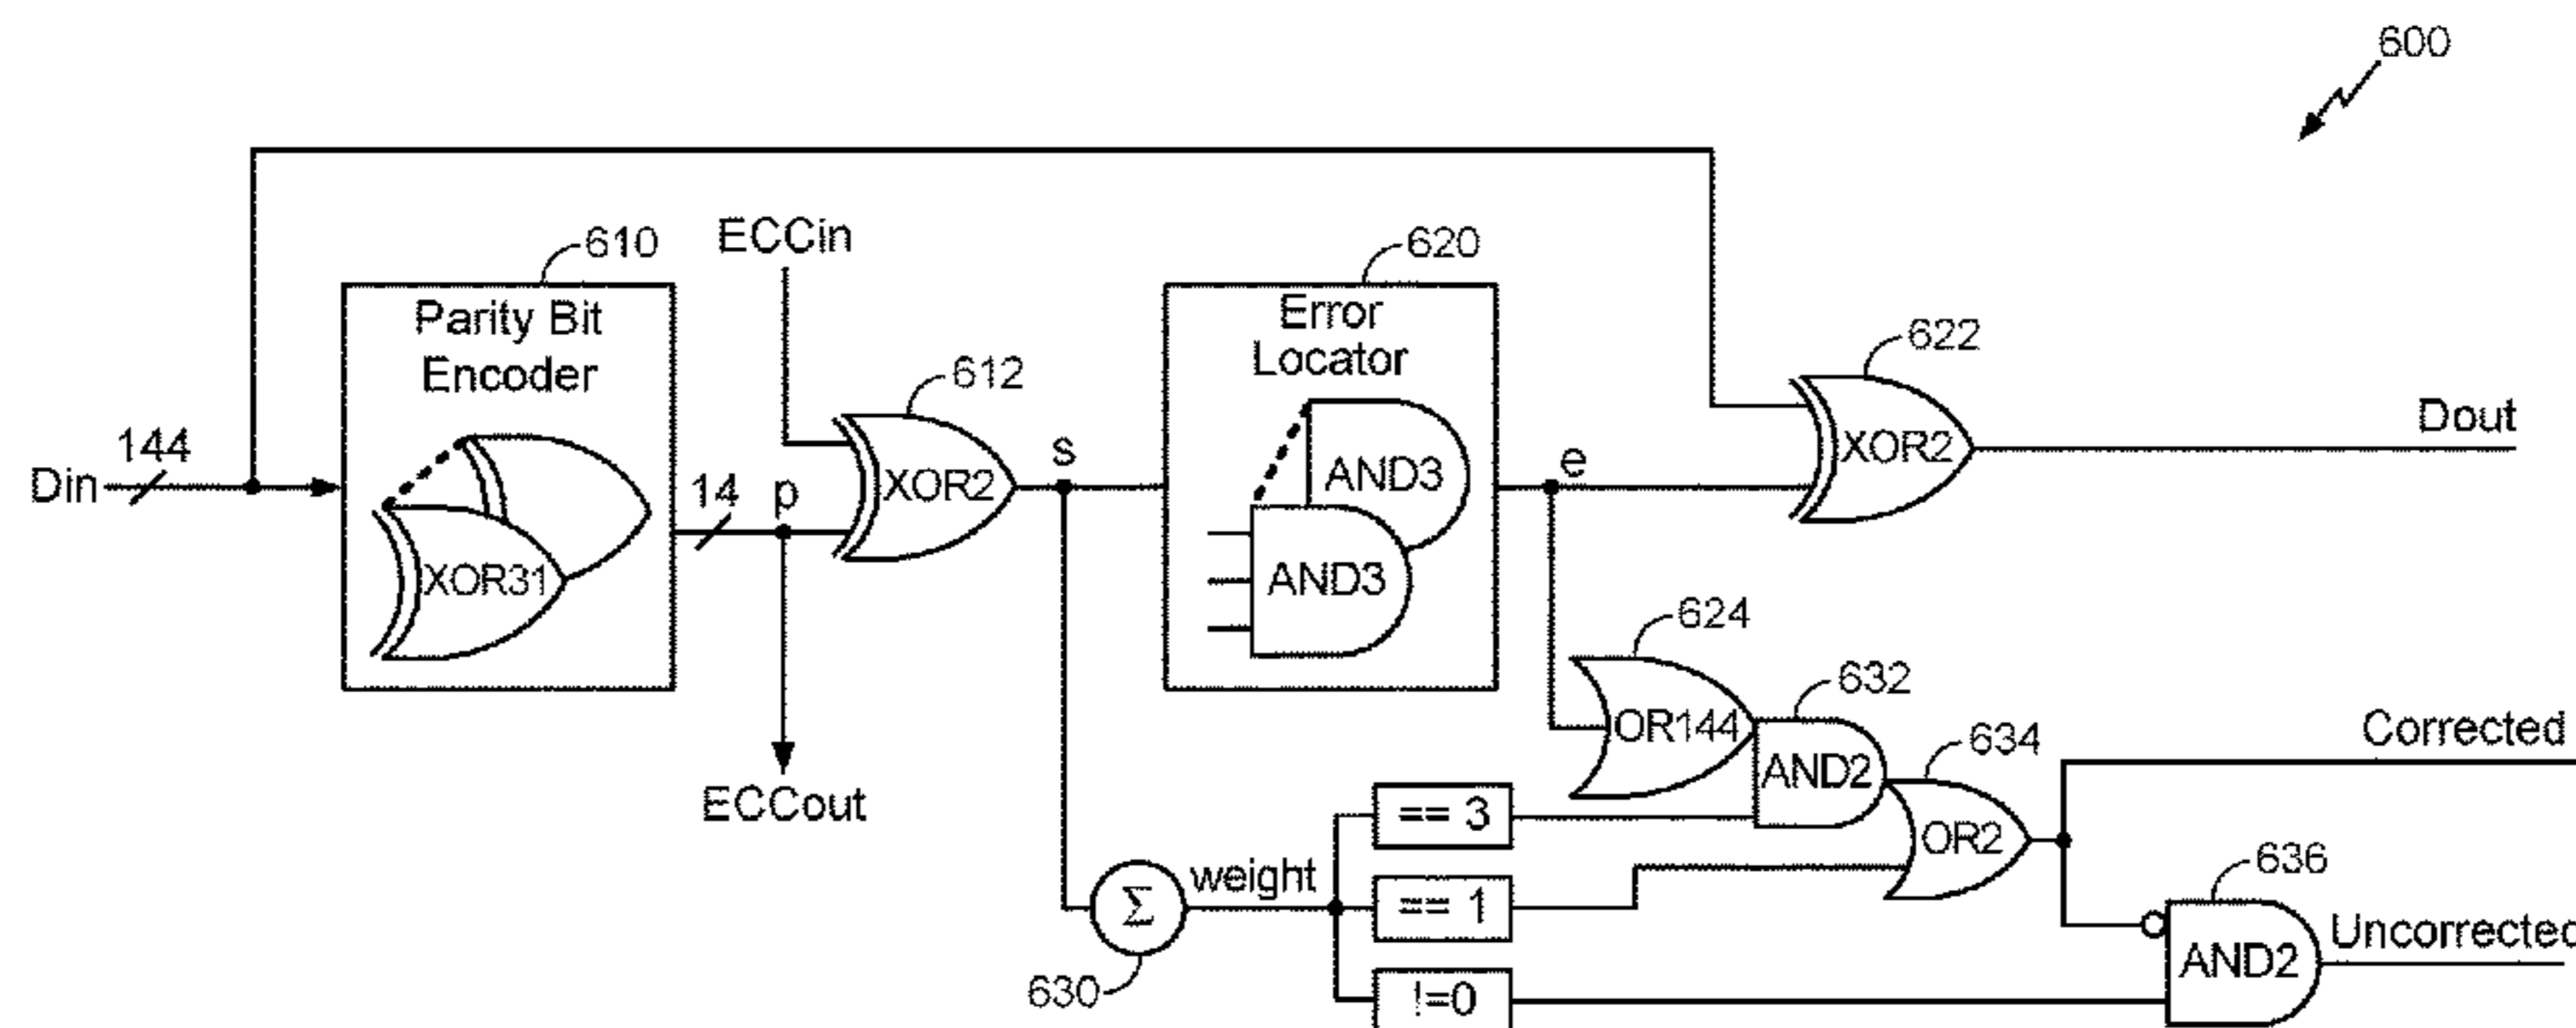 600
610
ECCin
620
Parity Bit
Encoder
Error
Locator
622
612
144
Din
14
p
XOR2
s
AND3
AND3
e
XOR2
Dout
XOR31
624
632
OR144
AND2
634
Corrected
ECCout
== 3
OR2
weight
Σ
== 1
636
AND2
Uncorrected
630
!=0